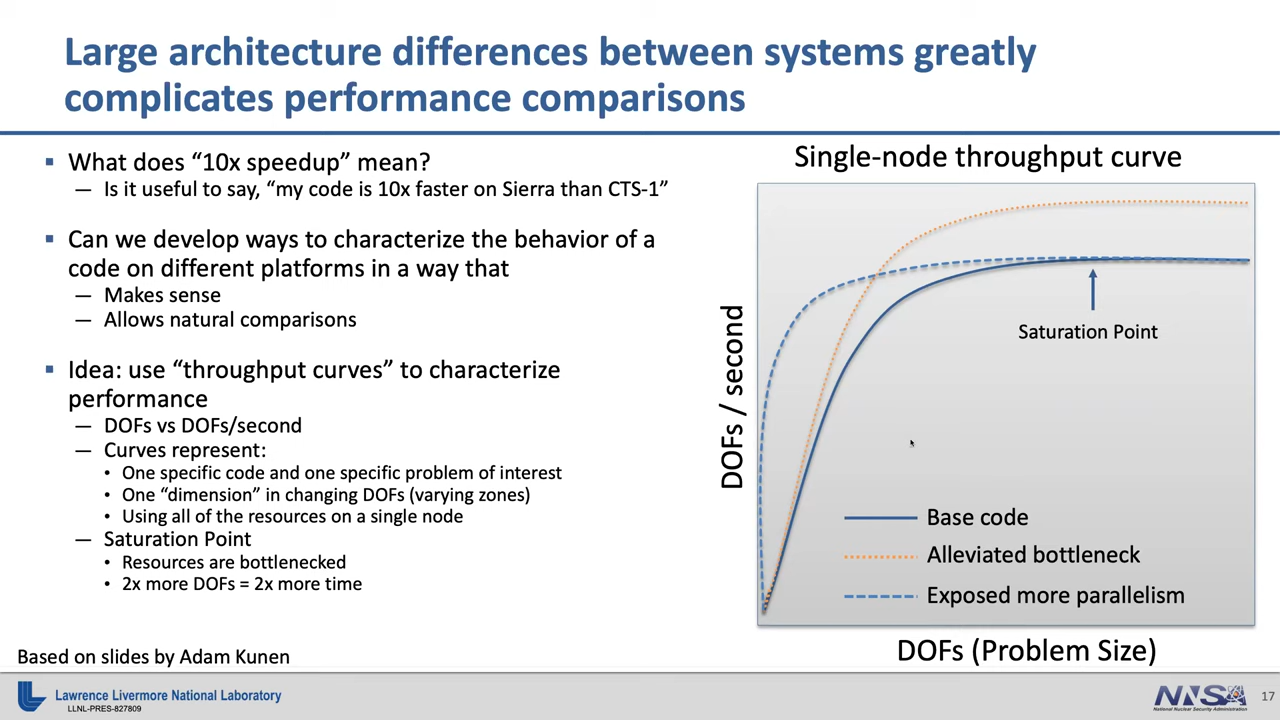 Large architecture differences between systems greatly
complicates performance comparisons
▪ What does “10x speedup” mean?
— Is it useful to say, “my code is 10x faster on Sierra than CTS-1”
▪ Can we develop ways to characterize the behavior of a
code on different platforms in a way that
— Makes sense
— Allows natural comparisons
▪ Idea: use “throughput curves” to characterize
performance
— DOFs vs DOFs/second
— Curves represent:
• One specific code and one specific problem of interest
• One “dimension” in changing DOFs (varying zones)
• Using all of the resources on a single node
— Saturation Point
• Resources are bottlenecked
• 2x more DOFs = 2x more time
Based on slides by Adam Kunen
Single-node throughput curve
DOFs / second
Saturation Point
Base code
Alleviated bottleneck
Exposed more parallelism
DOFs (Problem Size)
Lawrence Livermore National Laboratory
LLNL-PRES-827809
NNSA
National Nuclear Security Administration
17